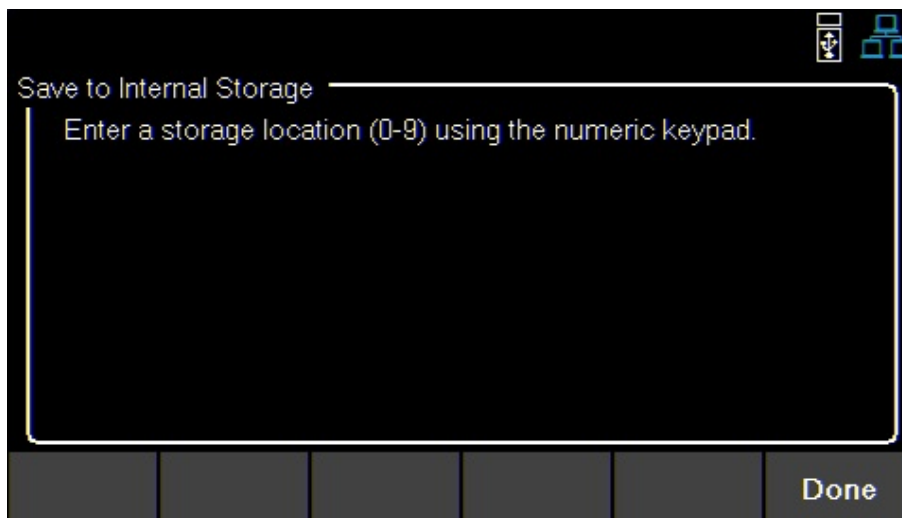 Save to Internal Storage
Enter a storage location (0-9) using the numeric keypad.
Done